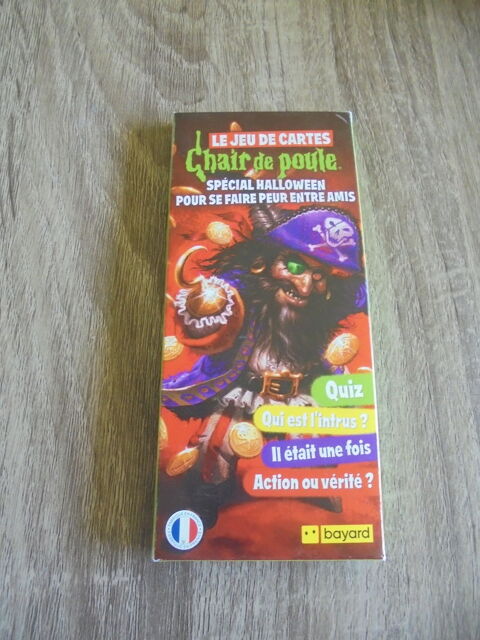 LE JEU DE CARTES
Chair de poule
SPÉCIAL HALLOWEEN
POUR SE FAIRE PEUR ENTRE AMIS
Quiz
Qui est l'intrus ?
Il était une fois
Action ou vérité ?
bayard